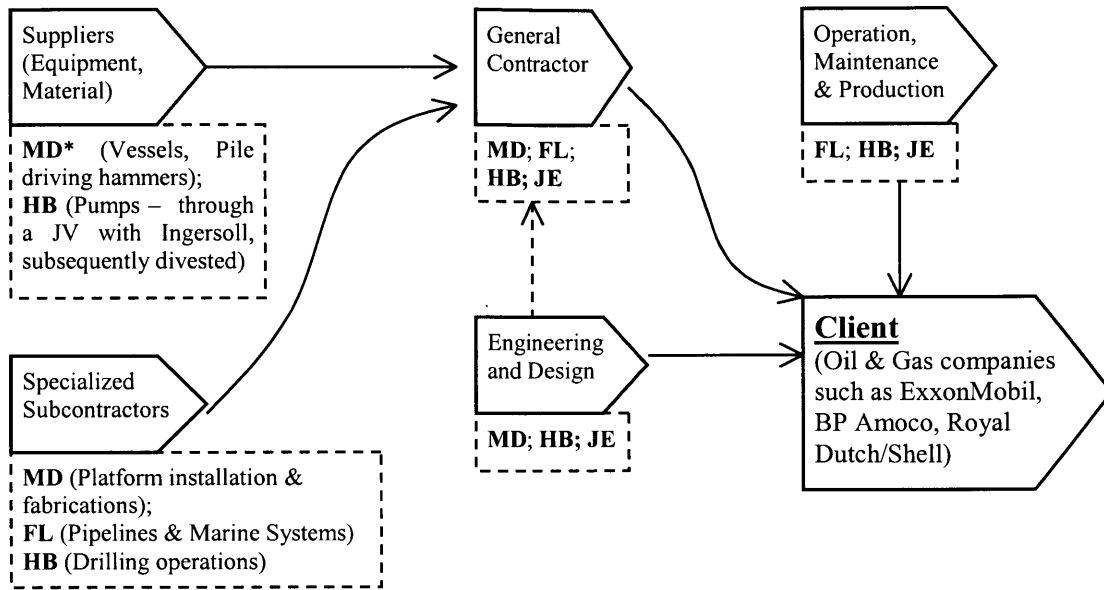 Suppliers
(Equipment,
Material)
MD* (Vessels, Pile
driving hammers);
HB (Pumps – through
a JV with Ingersoll,
subsequently divested)
Specialized
Subcontractors
MD (Platform installation &
fabrications);
FL (Pipelines & Marine Systems)
HB (Drilling operations)
General
Contractor
MD; FL;
HB; JE
Engineering
and Design
MD; HB; JE
Operation,
Maintenance
& Production
FL; HB; JE
Client
(Oil & Gas companies
such as ExxonMobil,
BP Amoco, Royal
Dutch/Shell)